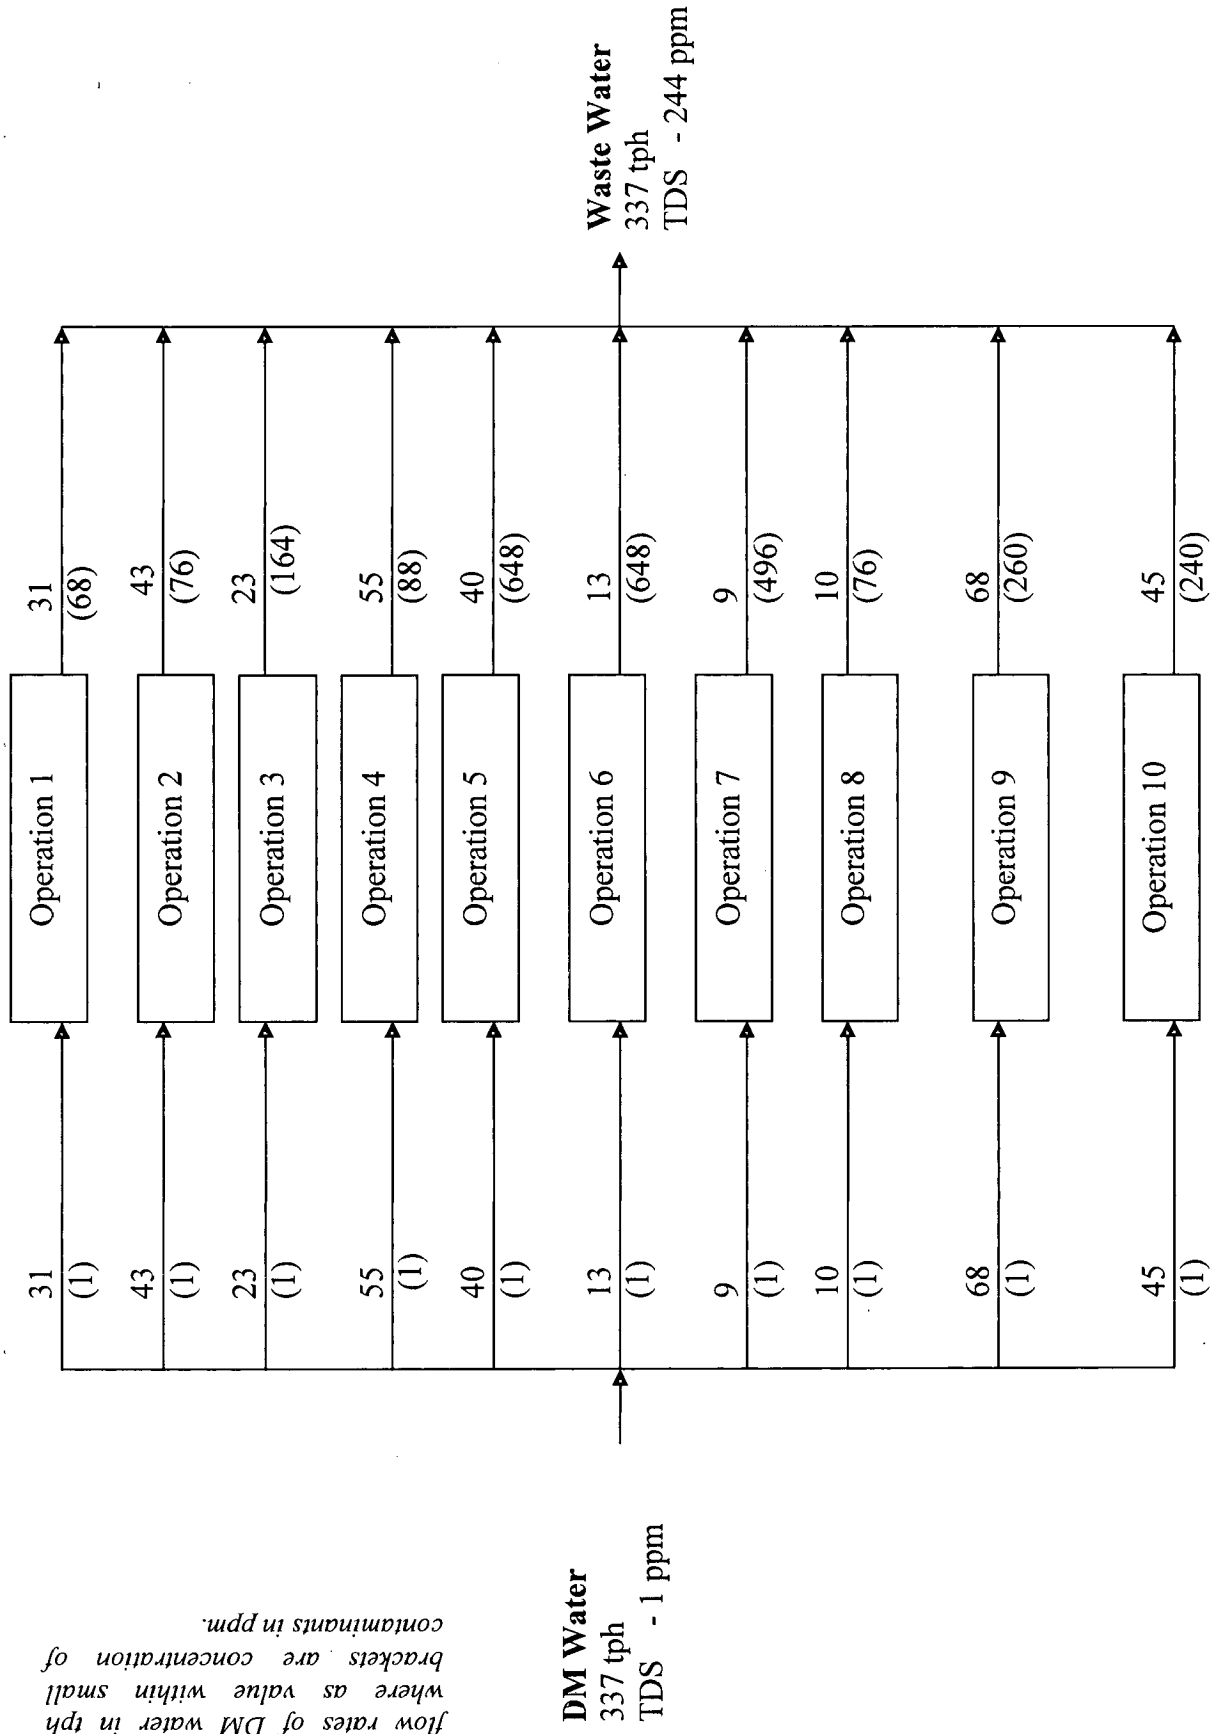 flow rates of DM water in tph
where as value within small
brackets are concentration of
contaminants in ppm.
DM Water
337 tph
TDS - 1 ppm
31
(1)
Operation 1
31
(68)
43
(1)
Operation 2
43
(76)
23
(1)
Operation 3
23
(164)
55
(1)
Operation 4
55
(88)
40
(1)
Operation 5
40
(648)
13
(1)
Operation 6
13
(648)
9
(1)
Operation 7
9
(496)
10
(1)
Operation 8
10
(76)
68
(1)
Operation 9
68
(260)
45
(1)
Operation 10
45
(240)
Waste Water
337 tph
TDS - 244 ppm